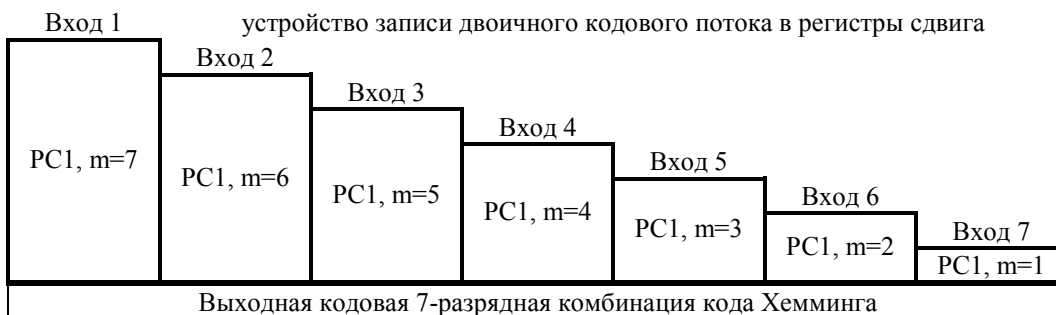 Вход 1
устройство записи двоичного кодового потока в регистры сдвига
Вход 2
Вход 3
Вход 4
Вход 5
Вход 6
Вход 7
РС1, m=7
РС1, m=6
РС1, m=5
РС1, m=4
РС1, m=3
РС1, m=2
РС1, m=1
Выходная кодовая 7-разрядная комбинация кода Хемминга